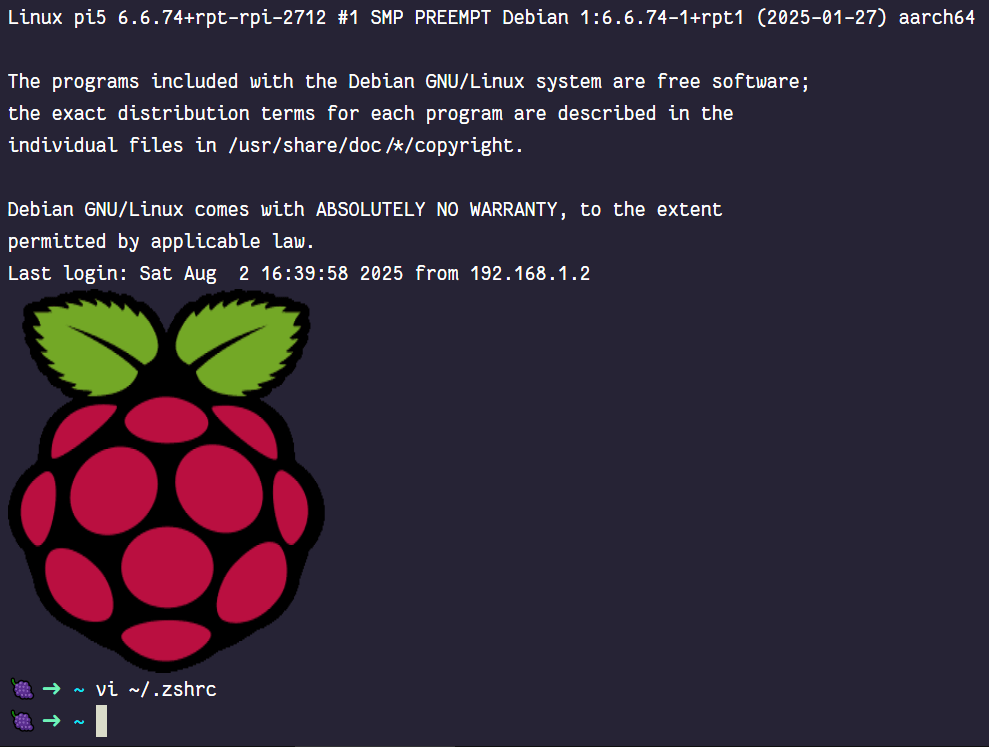 Linux pi5 6.6.74+rpt-rpi-2712 #1 SMP PREEMPT Debian 1:6.6.74-1+rpt1 (2025-01-27) aarch64
The programs included with the Debian GNU/Linux system are free software;
the exact distribution terms for each program are described in the
individual files in /usr/share/doc/*/copyright.
Debian GNU/Linux comes with ABSOLUTELY NO WARRANTY, to the extent
permitted by applicable law.
Last login: Sat Aug  2 16:39:58 2025 from 192.168.1.2
🍇 → ~ vi ~/.zshrc
🍇 → ~